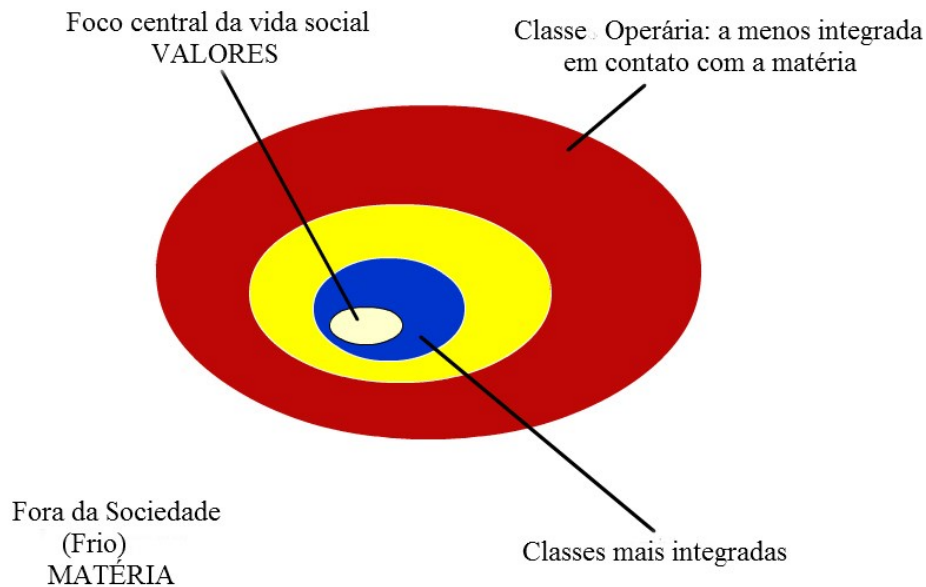 Foco central da vida social
VALORES
Classe Operária: a menos integrada
em contato com a matéria
Fora da Sociedade
(Frio)
MATÉRIA
Classes mais integradas